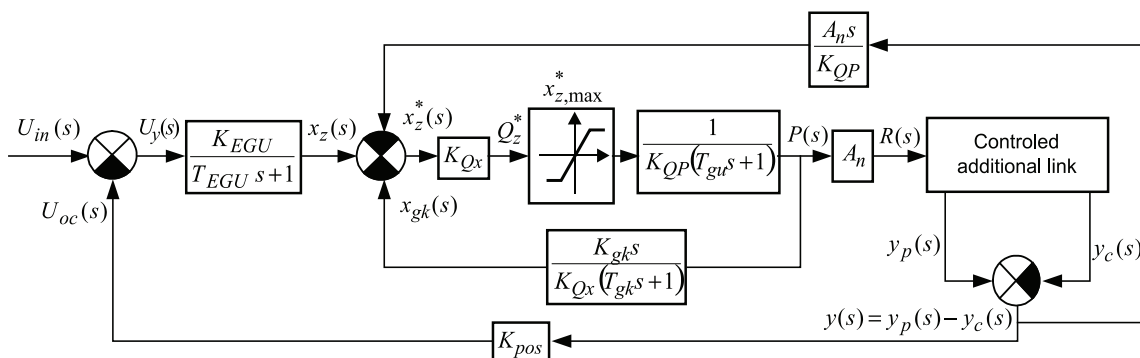 A_n s / K_QP
x*_z,max
U_in(s)
U_y(s)
K_EGU / T_EGU s+1
x_z(s)
x*_z(s)
K_Qx
Q*_z
1 / K_QP(T_gu s+1)
P(s)
A_n
R(s)
Controled
additional link
U_oc(s)
x_gk(s)
K_gk s / K_Qx(T_gk s+1)
y_p(s)
y_c(s)
y(s) = y_p(s) − y_c(s)
K_pos